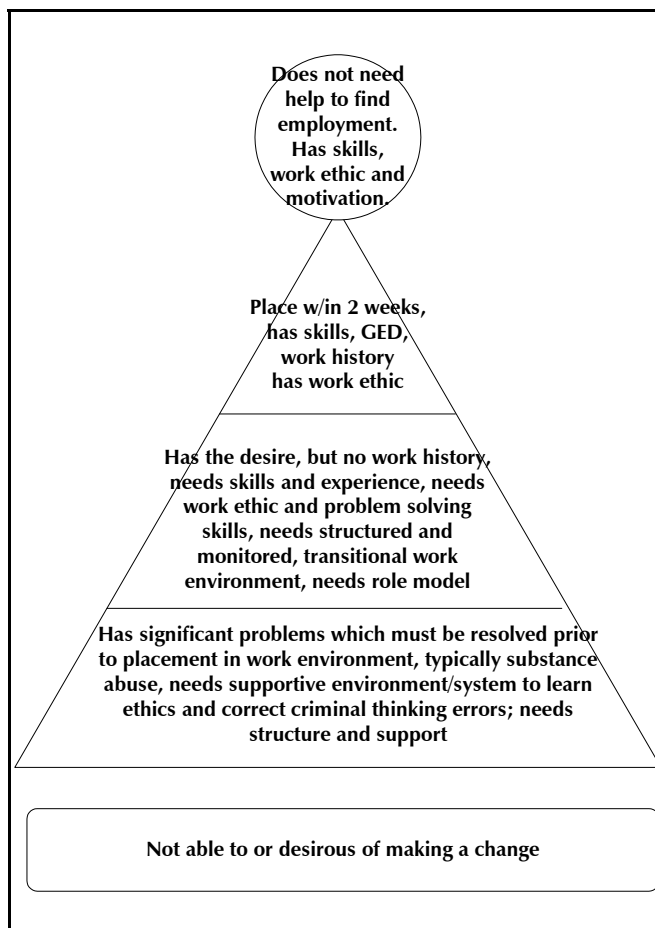 Does not need
help to find
employment.
Has skills,
work ethic and
motivation.
Place w/in 2 weeks,
has skills, GED,
work history
has work ethic
Has the desire, but no work history,
needs skills and experience, needs
work ethic and problem solving
skills, needs structured and
monitored, transitional work
environment, needs role model
Has significant problems which must be resolved prior
to placement in work environment, typically substance
abuse, needs supportive environment/system to learn
ethics and correct criminal thinking errors; needs
structure and support
Not able to or desirous of making a change